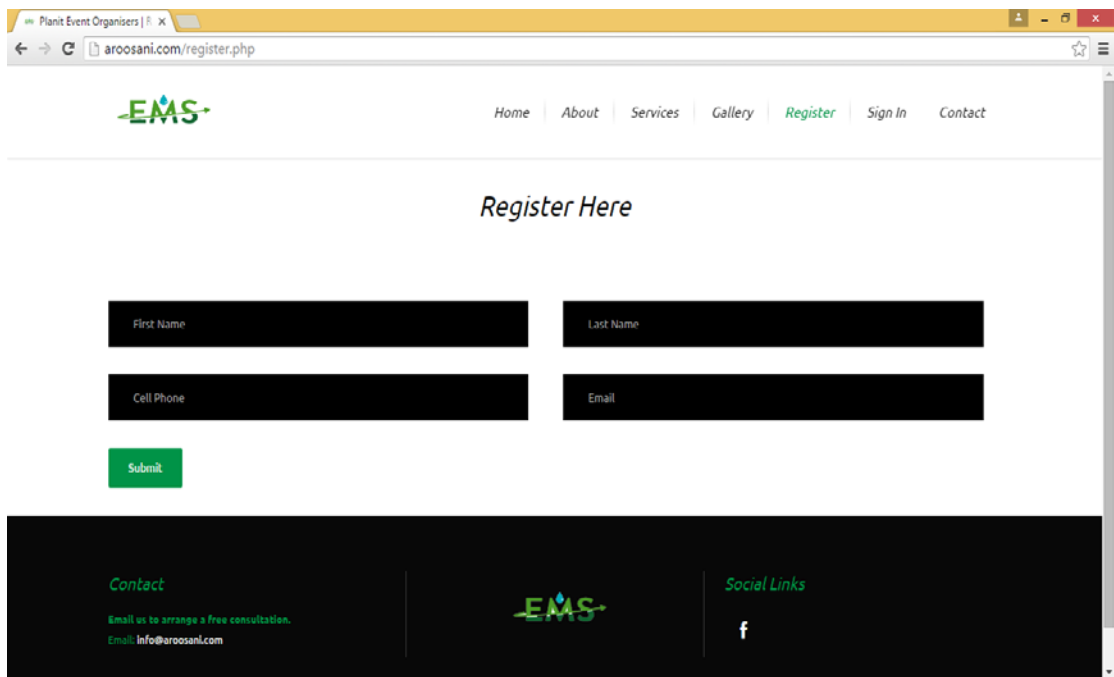 Planit Event Organisers | R
aroosani.com/register.php
EMS
Home About Services Gallery Register Sign In Contact
Register Here
First Name Last Name
Cell Phone Email
Submit
Contact
Email us to arrange a free consultation.
Email: info@aroosani.com
EMS
Social Links
f